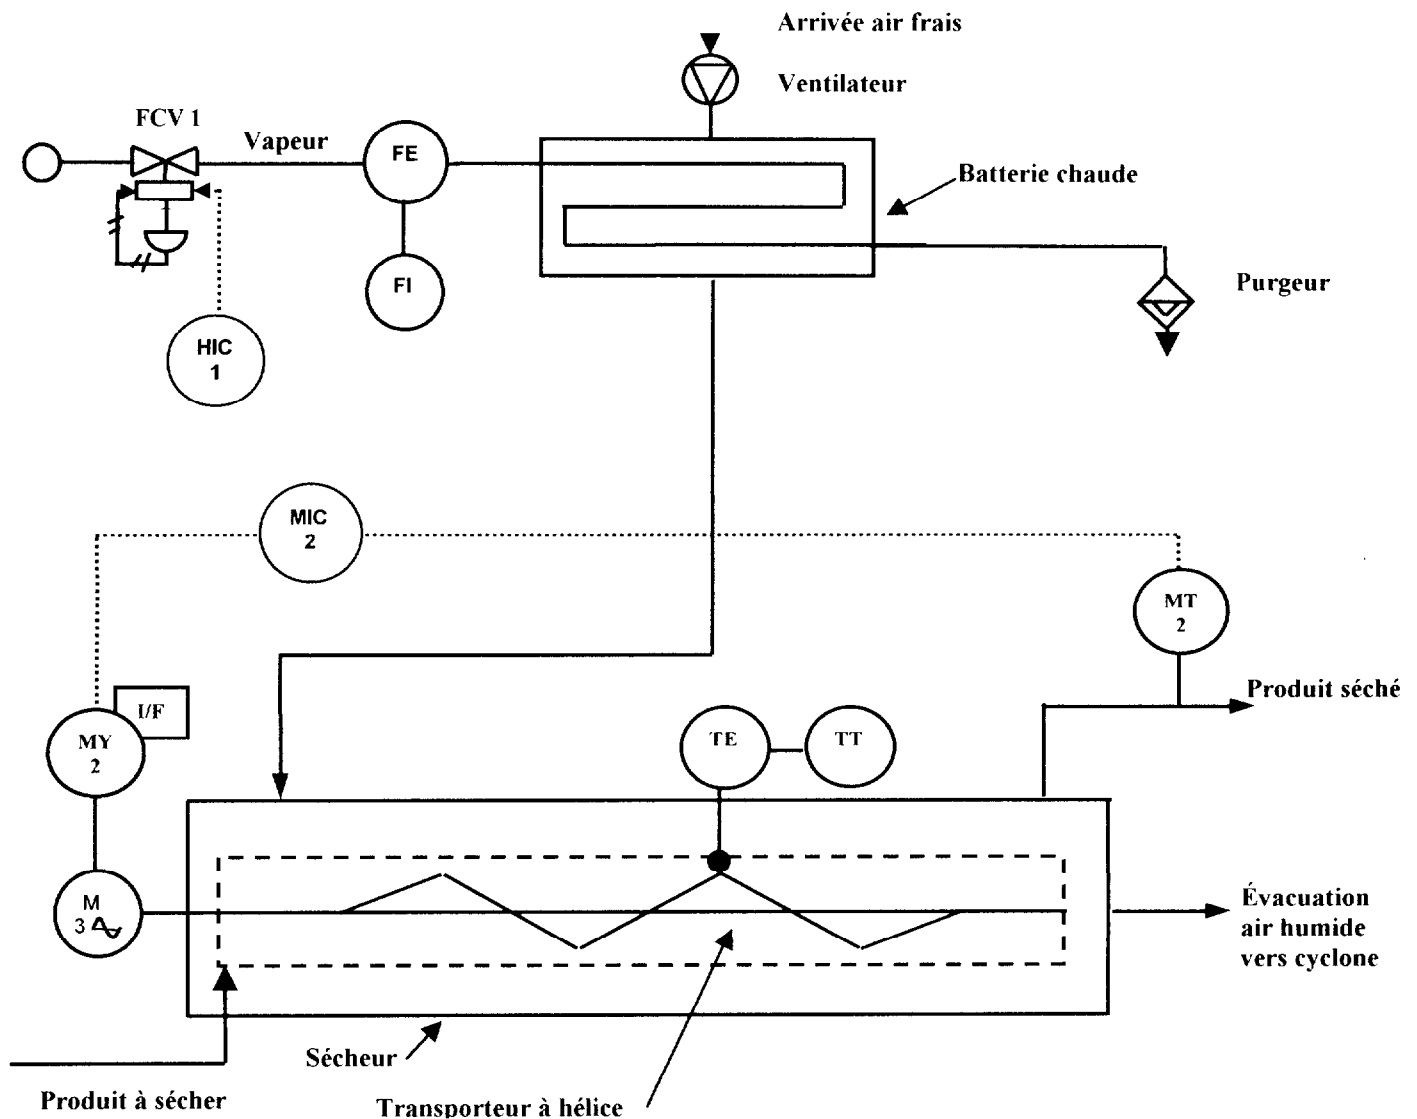 Arrivée air frais
Ventilateur
FCV 1
Vapeur
FE
Batterie chaude
FI
Purgeur
HIC
1
MIC
2
MT
2
Produit séché
I/F
MY
2
TE
TT
M
3
Évacuation
air humide
vers cyclone
Sécheur
Produit à sécher
Transporteur à hélice